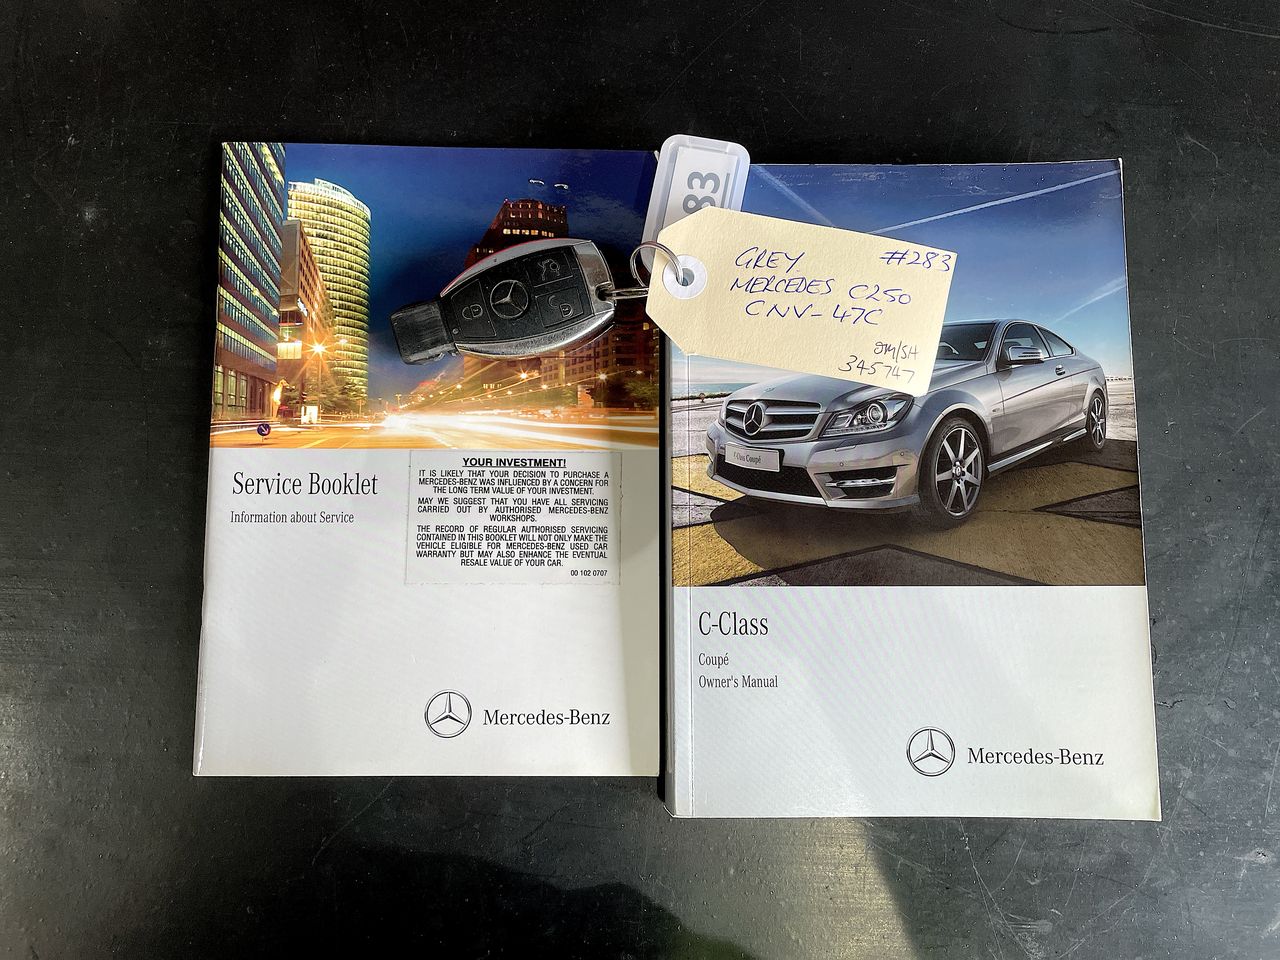 83
GREY. #283
MERCEDES C250
CNV-47C
JM/SH
345747
Service Booklet
Information about Service
YOUR INVESTMENT!
IT IS LIKELY THAT YOUR DECISION TO PURCHASE A
MERCEDES-BENZ WAS INFLUENCED BY A CONCERN FOR
THE LONG TERM VALUE OF YOUR INVESTMENT.
MAY WE SUGGEST THAT YOU HAVE ALL SERVICING
CARRIED OUT BY AUTHORISED MERCEDES-BENZ
WORKSHOPS.
THE RECORD OF REGULAR AUTHORISED SERVICING
CONTAINED IN THIS BOOKLET WILL NOT ONLY MAKE THE
VEHICLE ELIGIBLE FOR MERCEDES-BENZ USED CAR
WARRANTY BUT MAY ALSO ENHANCE THE EVENTUAL
RESALE VALUE OF YOUR CAR.
00 102 0707
Mercedes-Benz
C-Class Coupé
C-Class
Coupé
Owner's Manual
Mercedes-Benz